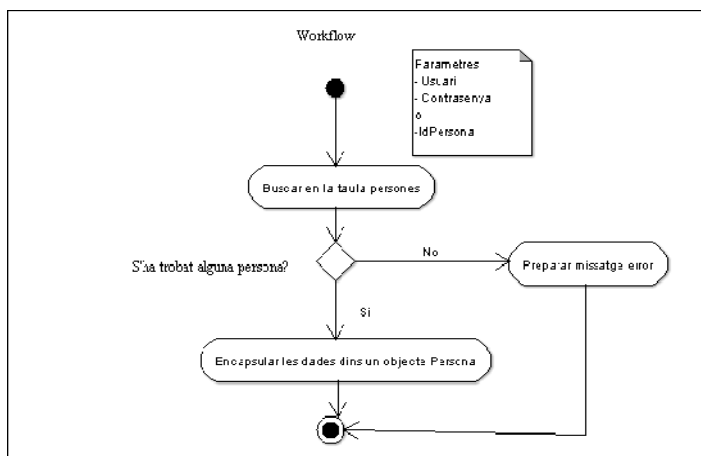 Workflow
Parametres
- Usuari
- Contrasenya
o
-IdPersona
Buscar en la taula persones
S'ha trobat alguna persona?
No
Preparar missatge error
Si
Encapsular les dades dins un objecte Persona